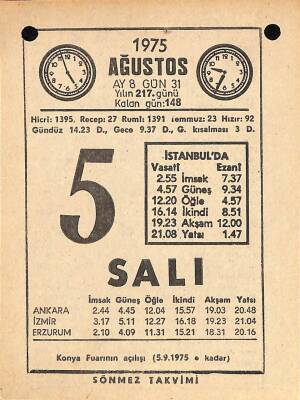 1975
AĞUSTOS
AY 8 GÜN 31
Yılın 217. günü
Kalan gün: 148
Hicri: 1395, Recep: 27 Rumî: 1391 Temmuz: 23 Hızır: 92
Gündüz 14.23 D., Gece 9.37 D., G. kısalması 3 D.
5
İSTANBUL'DA
Vasatî Ezanî
2.55 İmsak 7.37
4.57 Güneş 9.34
12.20 Öğle 4.57
16.14 İkindi 8.51
19.23 Akşam 12.00
21.08 Yatsı 1.47
SALI
İmsak Güneş Öğle İkindi Akşam Yatsı
ANKARA 2.44 4.45 12.04 15.57 19.03 20.48
İZMİR 3.17 5.11 12.27 16.18 19.23 21.04
ERZURUM 2.10 4.09 11.31 15.21 18.31 20.16
Konya Fuarının açılışı (5.9.1975 e kadar)
SÖNMEZ TAKVİMİ